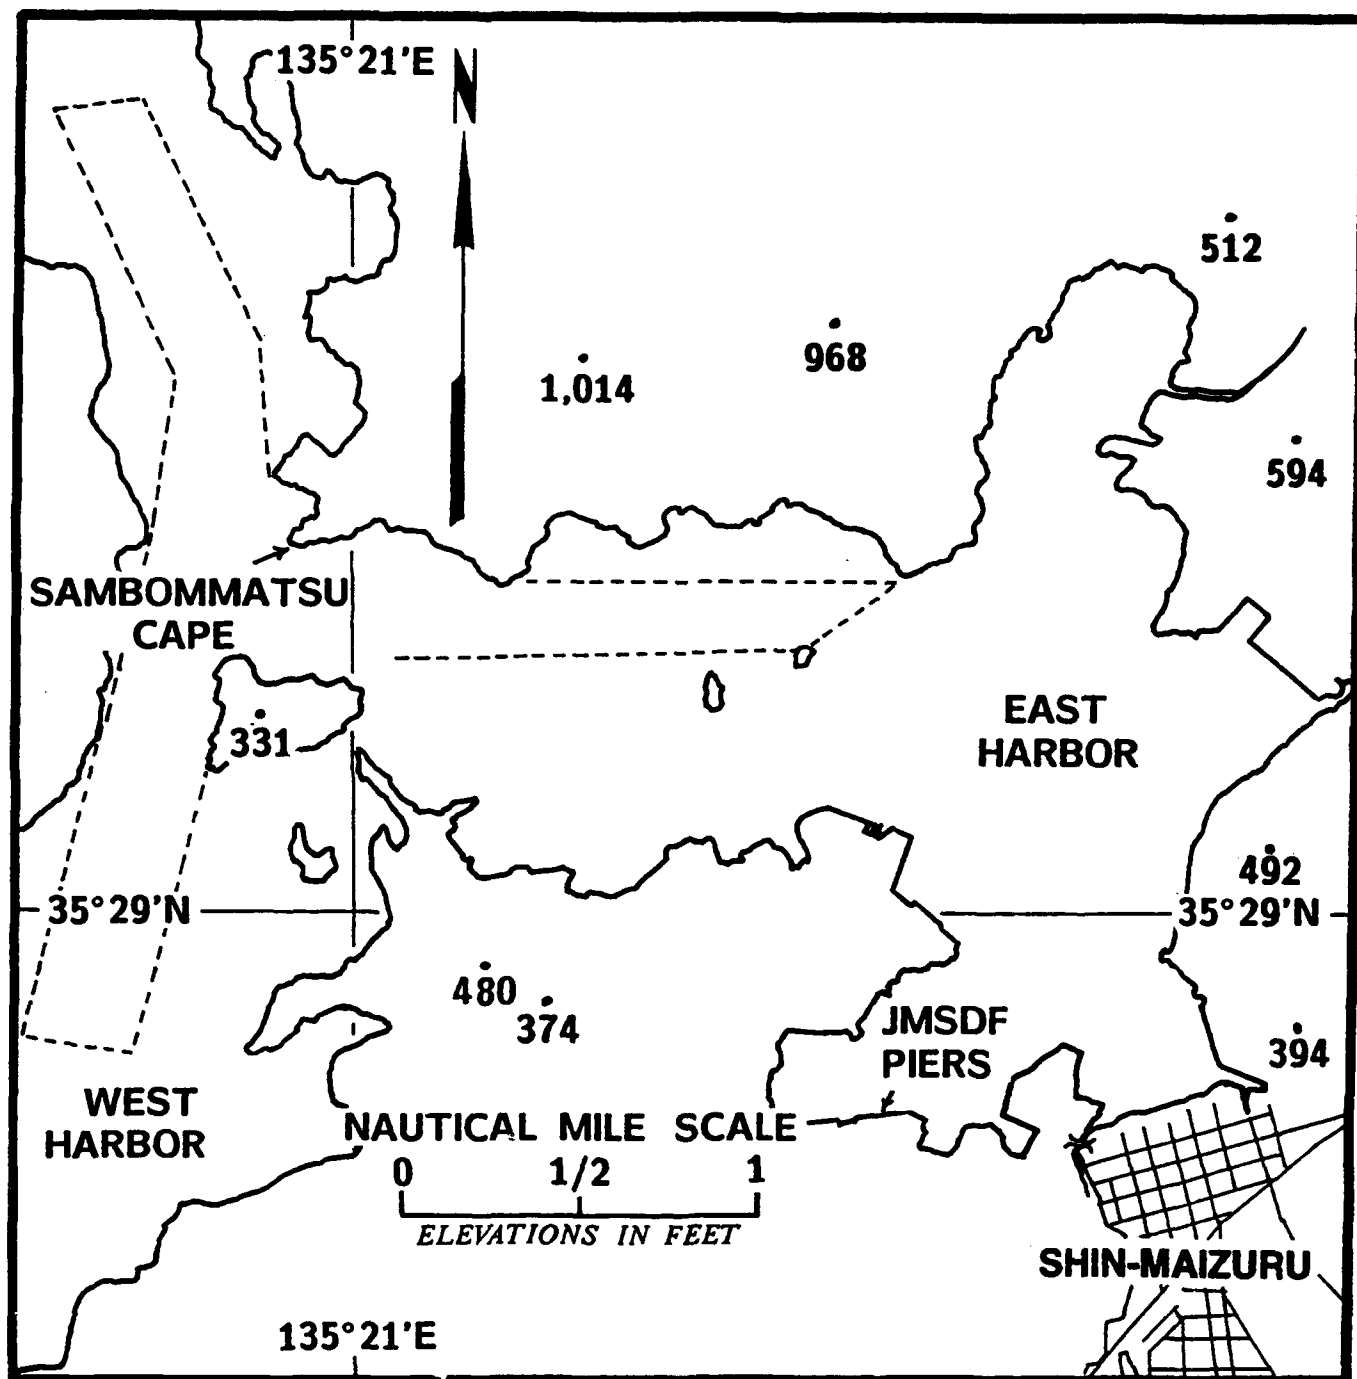 135°21'E
N
512
968
1,014
594
SAMBOMMATSU
CAPE
EAST
HARBOR
331
492
35°29'N
35°29'N
480
374
JMSDF
PIERS
394
WEST
HARBOR
NAUTICAL MILE SCALE
0 1/2 1
ELEVATIONS IN FEET
SHIN-MAIZURU
135°21'E